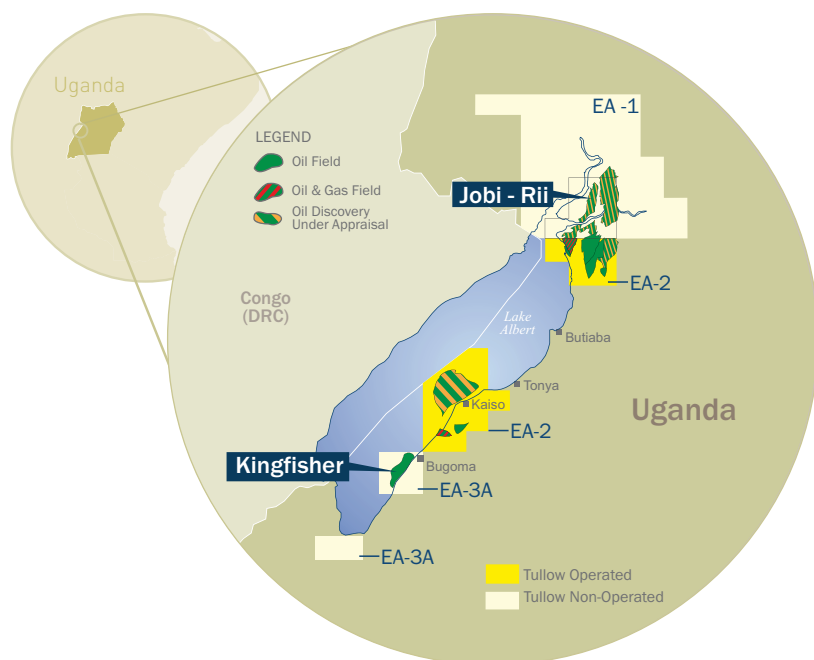 Uganda
LEGEND
Oil Field
Oil & Gas Field
Oil Discovery
Under Appraisal
EA -1
Jobi - Rii
EA-2
Congo
(DRC)
Lake
Albert
Butiaba
Tonya
Kaiso
Uganda
EA-2
Kingfisher
Bugoma
EA-3A
EA-3A
Tullow Operated
Tullow Non-Operated